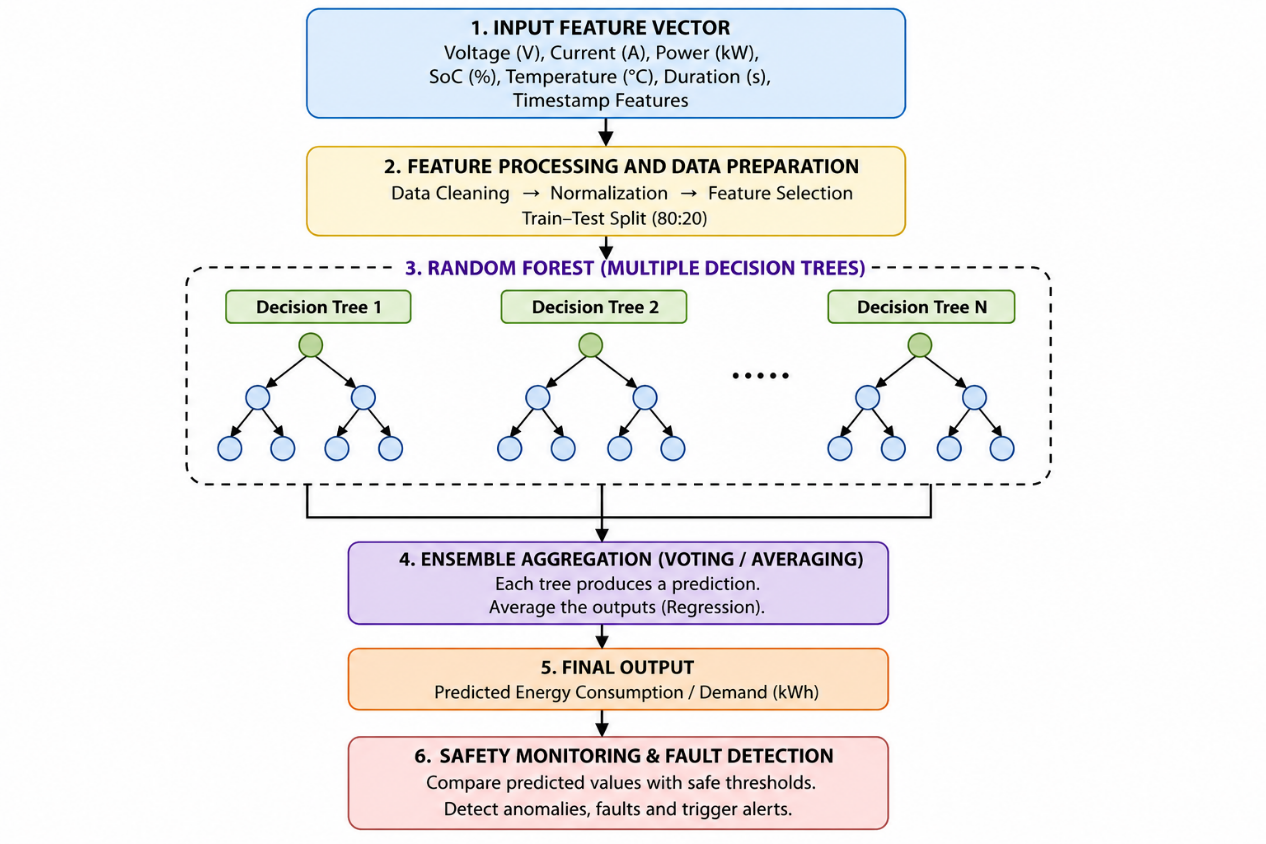 1. INPUT FEATURE VECTOR
Voltage (V), Current (A), Power (kW),
SoC (%), Temperature (°C), Duration (s),
Timestamp Features
2. FEATURE PROCESSING AND DATA PREPARATION
Data Cleaning → Normalization → Feature Selection
Train–Test Split (80:20)
3. RANDOM FOREST (MULTIPLE DECISION TREES)
Decision Tree 1
Decision Tree 2
Decision Tree N
4. ENSEMBLE AGGREGATION (VOTING / AVERAGING)
Each tree produces a prediction.
Average the outputs (Regression).
5. FINAL OUTPUT
Predicted Energy Consumption / Demand (kWh)
6. SAFETY MONITORING & FAULT DETECTION
Compare predicted values with safe thresholds.
Detect anomalies, faults and trigger alerts.